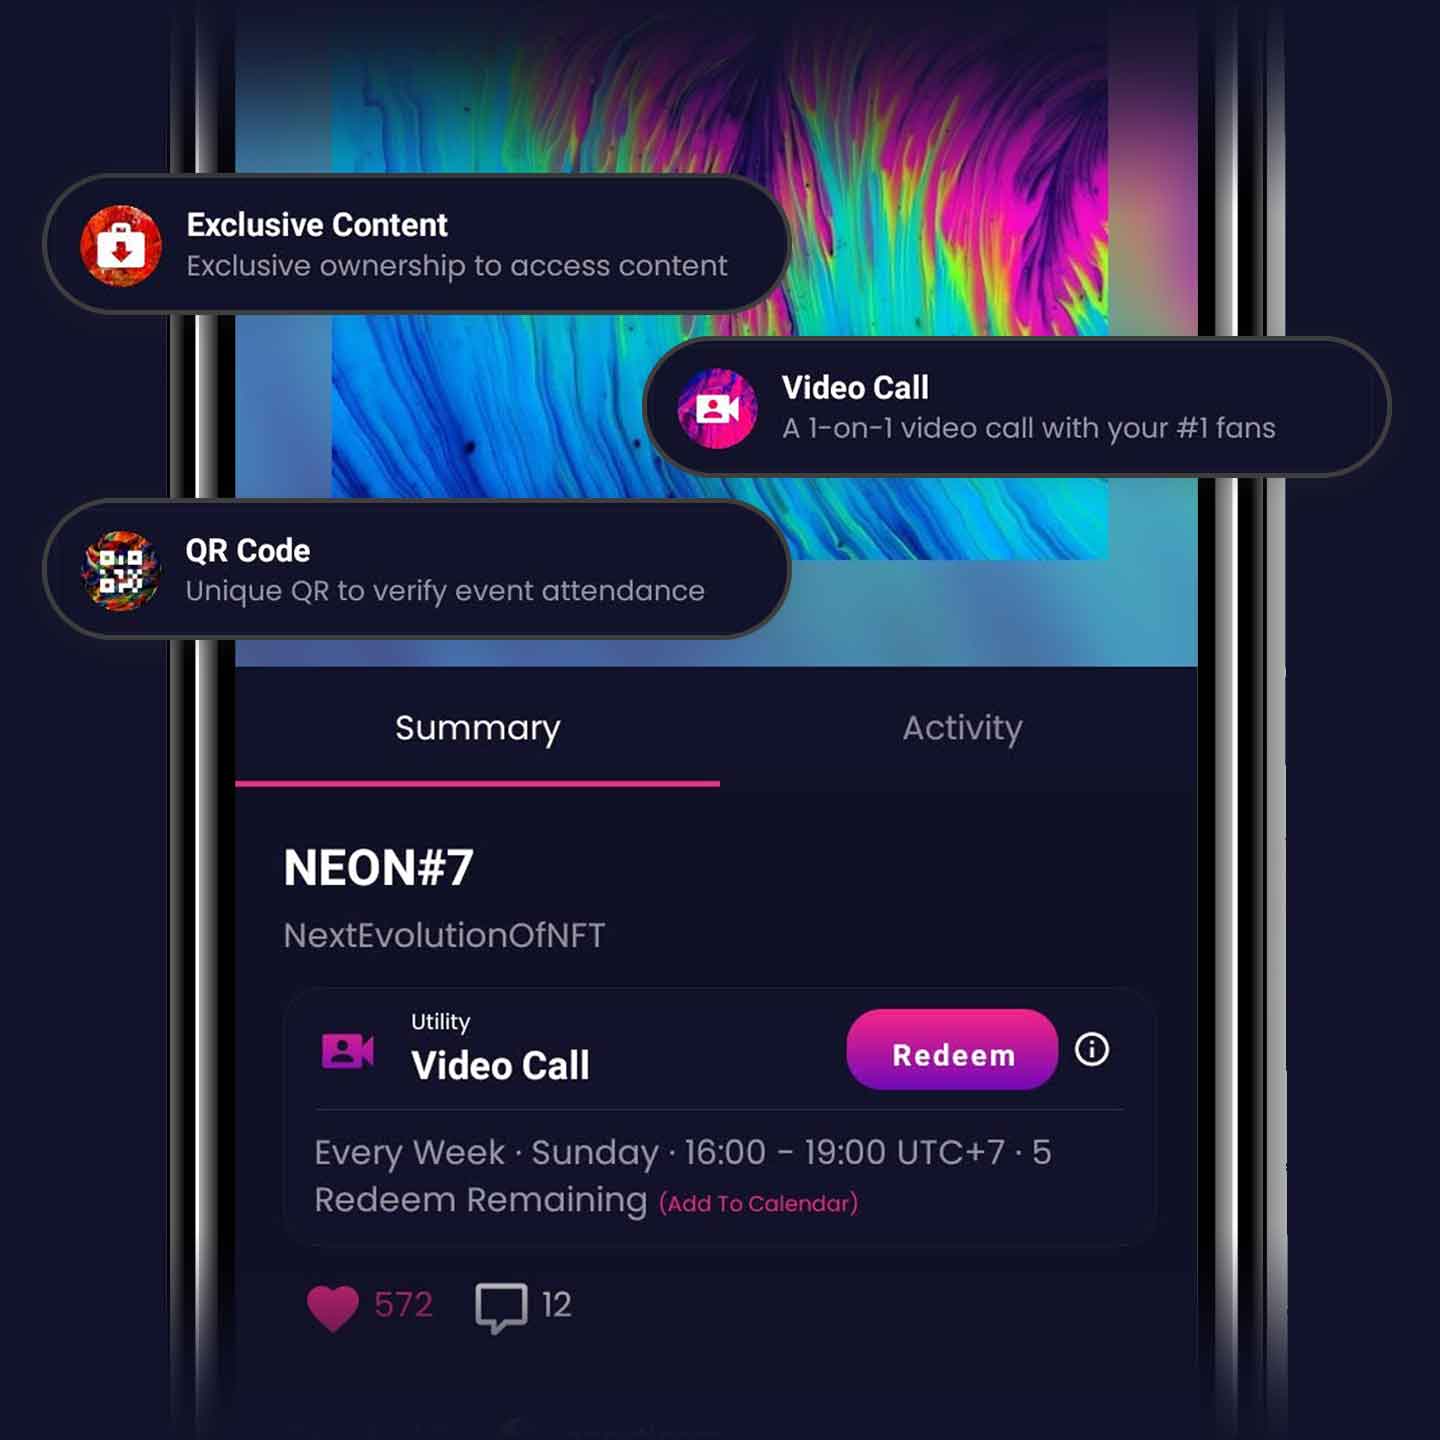 Exclusive Content
Exclusive ownership to access content
Video Call
A 1-on-1 video call with your #1 fans
QR Code
Unique QR to verify event attendance
Summary
Activity
NEON#7
NextEvolutionOfNFT
Utility
Video Call
Redeem
Every Week · Sunday · 16:00 - 19:00 UTC+7 · 5
Redeem Remaining (Add To Calendar)
572
12